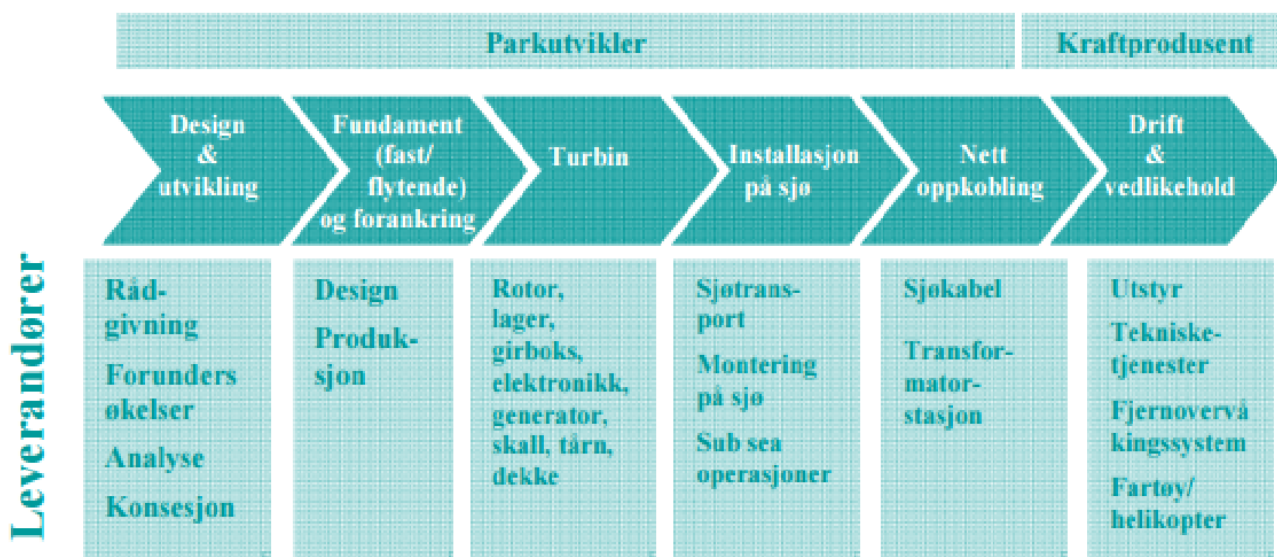 Parkutvikler
Kraftprodusent
Design
&
utvikling
Fundament
(fast/
flytende)
og forankring
Turbin
Installasjon
på sjø
Nett
oppkobling
Drift
&
vedlikehold
Leverandører
Råd-
givning
Forunders
økelser
Analyse
Konsesjon
Design
Produk-
sjon
Rotor,
lager,
girboks,
elektronikk,
generator,
skall, tårn,
dekke
Sjøtrans-
port
Montering
på sjø
Sub sea
operasjoner
Sjøkabel
Transfor-
mator-
stasjon
Utstyr
Tekniske-
tjenester
Fjernovervå
kingssystem
Fartøy/
helikopter